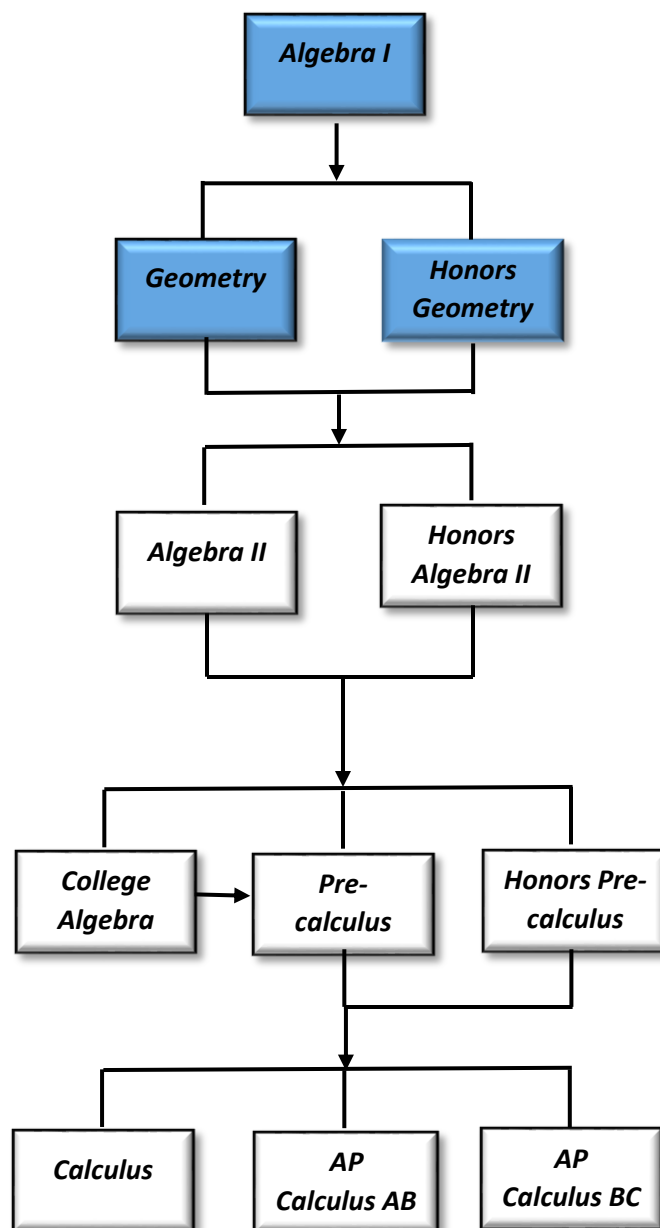 Algebra I
Geometry
Honors
Geometry
Algebra II
Honors
Algebra II
College
Algebra
Pre-
calculus
Honors Pre-
calculus
Calculus
AP
Calculus AB
AP
Calculus BC